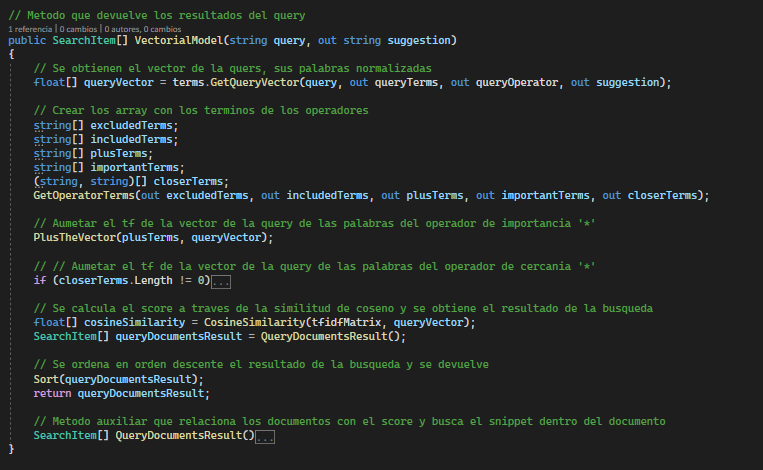 // Metodo que devuelve los resultados del query
1 referencia | 0 cambios | 0 autores, 0 cambios
public SearchItem[] VectorialModel(string query, out string suggestion)
{
// Se obtienen el vector de la quers, sus palabras normalizadas
float[] queryVector = terms.GetQueryVector(query, out queryTerms, out queryOperator, out suggestion);
// Crear los array con los terminos de los operadores
string[] excludedTerms;
string[] includedTerms;
string[] plusTerms;
string[] importantTerms;
(string, string)[] closerTerms;
GetOperatorTerms(out excludedTerms, out includedTerms, out plusTerms, out importantTerms, out closerTerms);
// Aumetar el tf de la vector de la query de las palabras del operador de importancia '*'
PlusTheVector(plusTerms, queryVector);
// // Aumetar el tf de la vector de la query de las palabras del operador de cercania '*'
if (closerTerms.Length != 0)...
// Se calcula el score a traves de la similitud de coseno y se obtiene el resultado de la busqueda
float[] cosineSimilarity = CosineSimilarity(tfidfMatrix, queryVector);
SearchItem[] queryDocumentsResult = QueryDocumentsResult();
// Se ordena en orden descente el resultado de la busqueda y se devuelve
Sort(queryDocumentsResult);
return queryDocumentsResult;
// Metodo auxiliar que relaciona los documentos con el score y busca el snippet dentro del documento
SearchItem[] QueryDocumentsResult()...
}